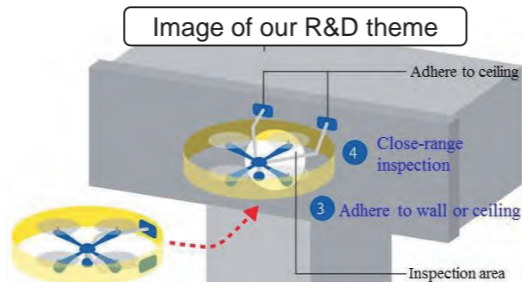 Image of our R&D theme
Adhere to ceiling
4 Close-range
inspection
3 Adhere to wall or ceiling
Inspection area